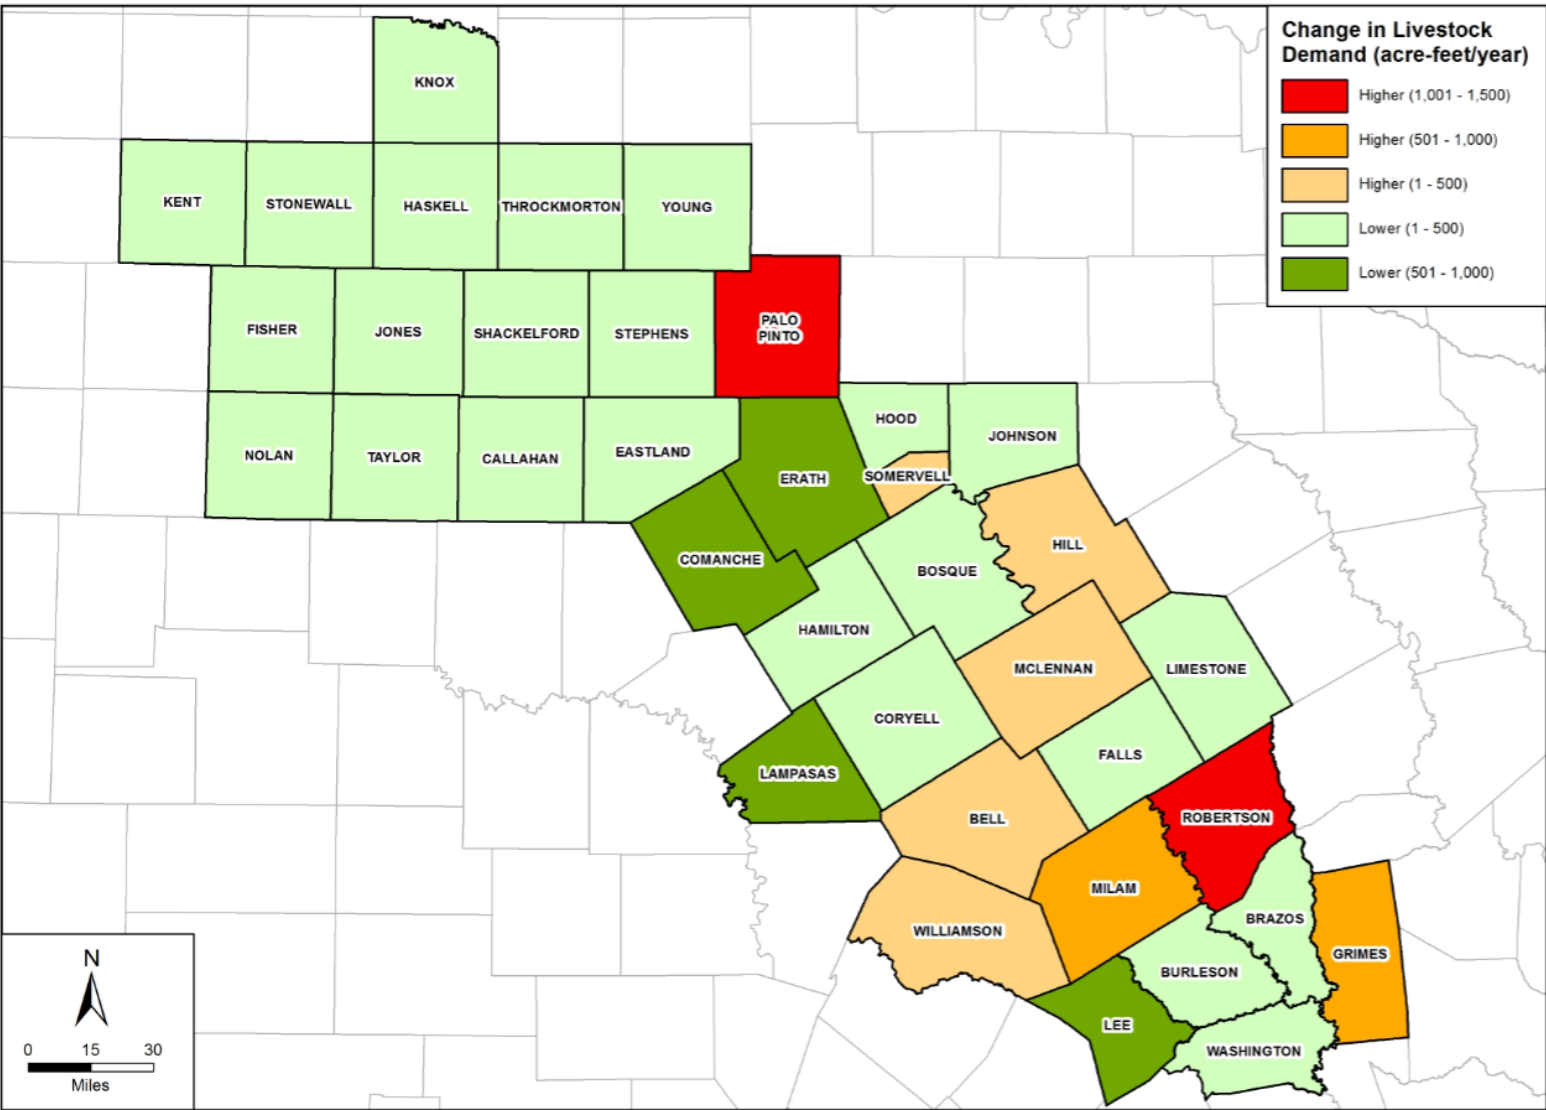 Change in Livestock
Demand (acre-feet/year)
Higher (1,001 - 1,500)
Higher (501 - 1,000)
Higher (1 - 500)
Lower (1 - 500)
Lower (501 - 1,000)
KNOX
KENT
STONEWALL
HASKELL
THROCKMORTON
YOUNG
FISHER
JONES
SHACKELFORD
STEPHENS
PALO
PINTO
NOLAN
TAYLOR
CALLAHAN
EASTLAND
ERATH
HOOD
JOHNSON
SOMERVELL
COMANCHE
BOSQUE
HILL
HAMILTON
MCLENNAN
LIMESTONE
CORYELL
FALLS
LAMPASAS
BELL
ROBERTSON
MILAM
WILLIAMSON
BRAZOS
GRIMES
BURLESON
LEE
WASHINGTON
N
0 15 30
Miles